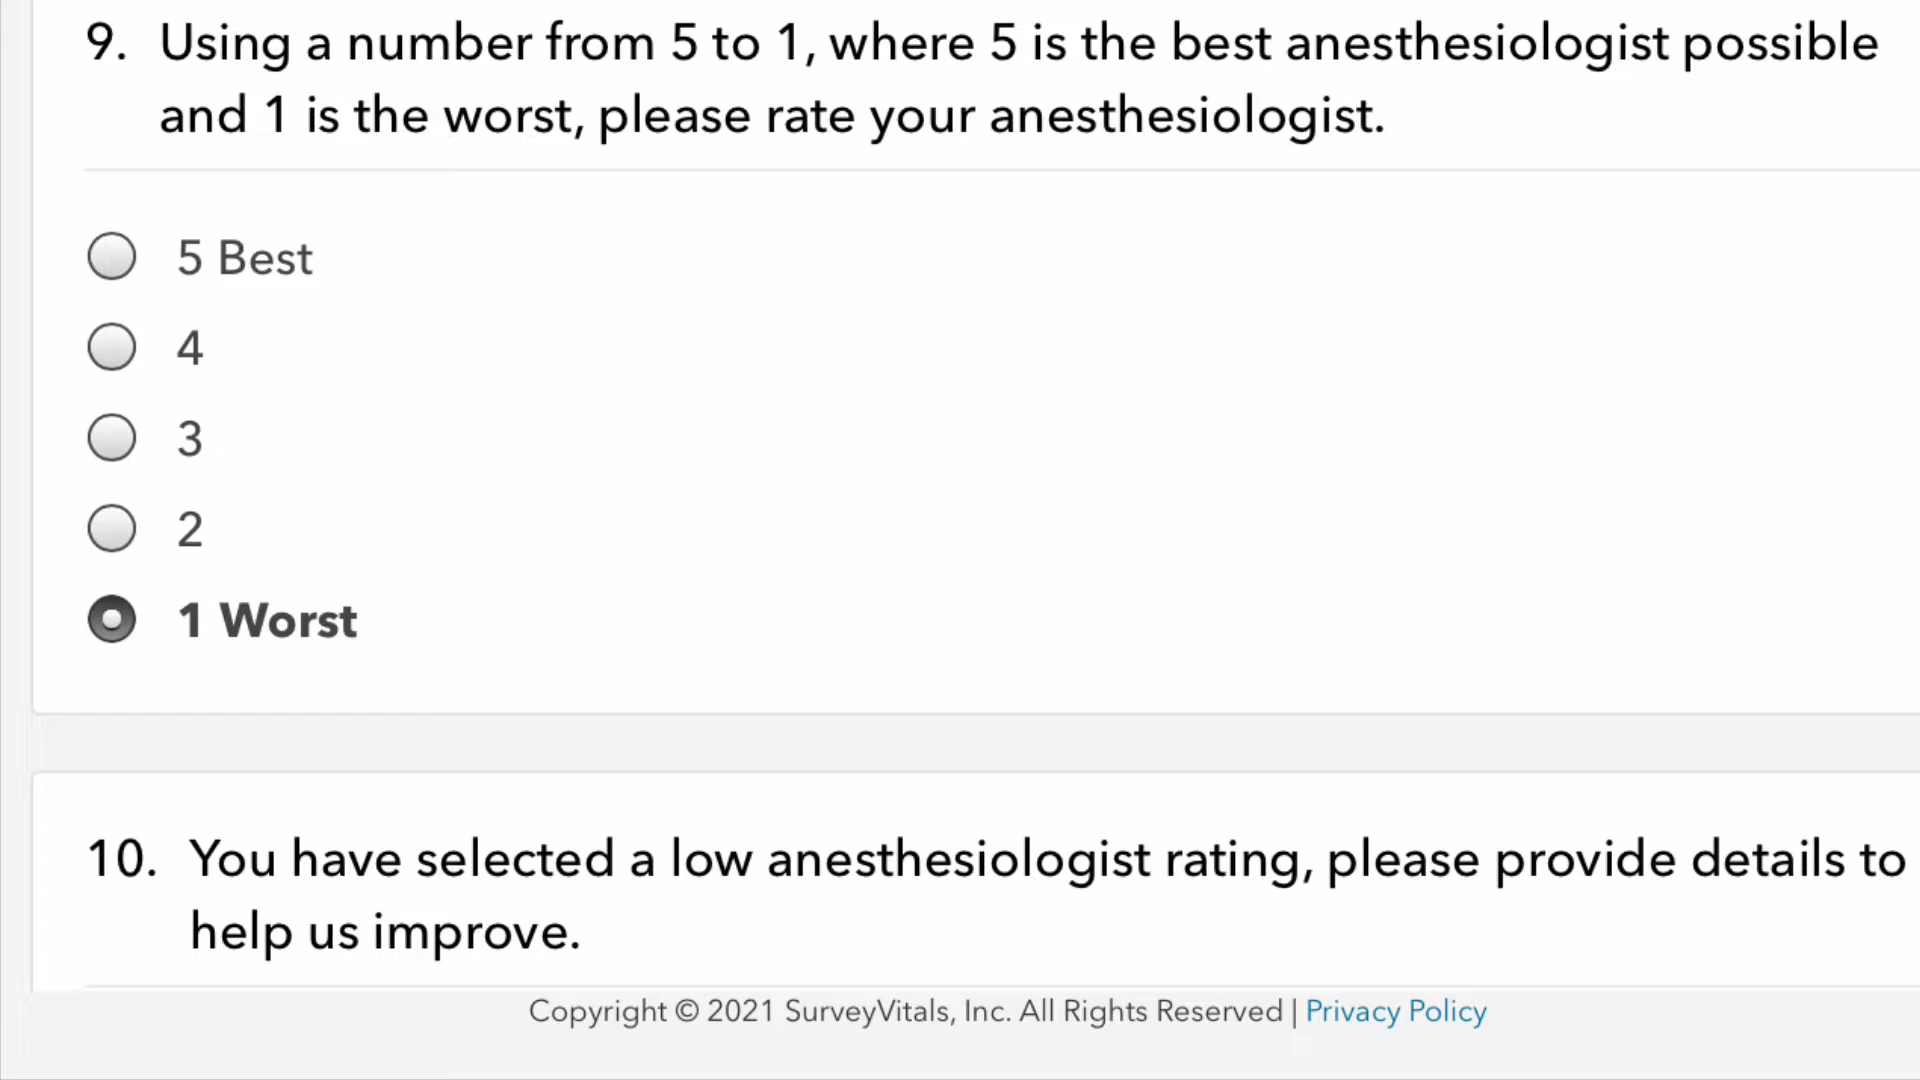 9. Using a number from 5 to 1, where 5 is the best anesthesiologist possible
and 1 is the worst, please rate your anesthesiologist.
5 Best
4
3
2
1 Worst
10. You have selected a low anesthesiologist rating, please provide details to
help us improve.
Copyright © 2021 SurveyVitals, Inc. All Rights Reserved | Privacy Policy